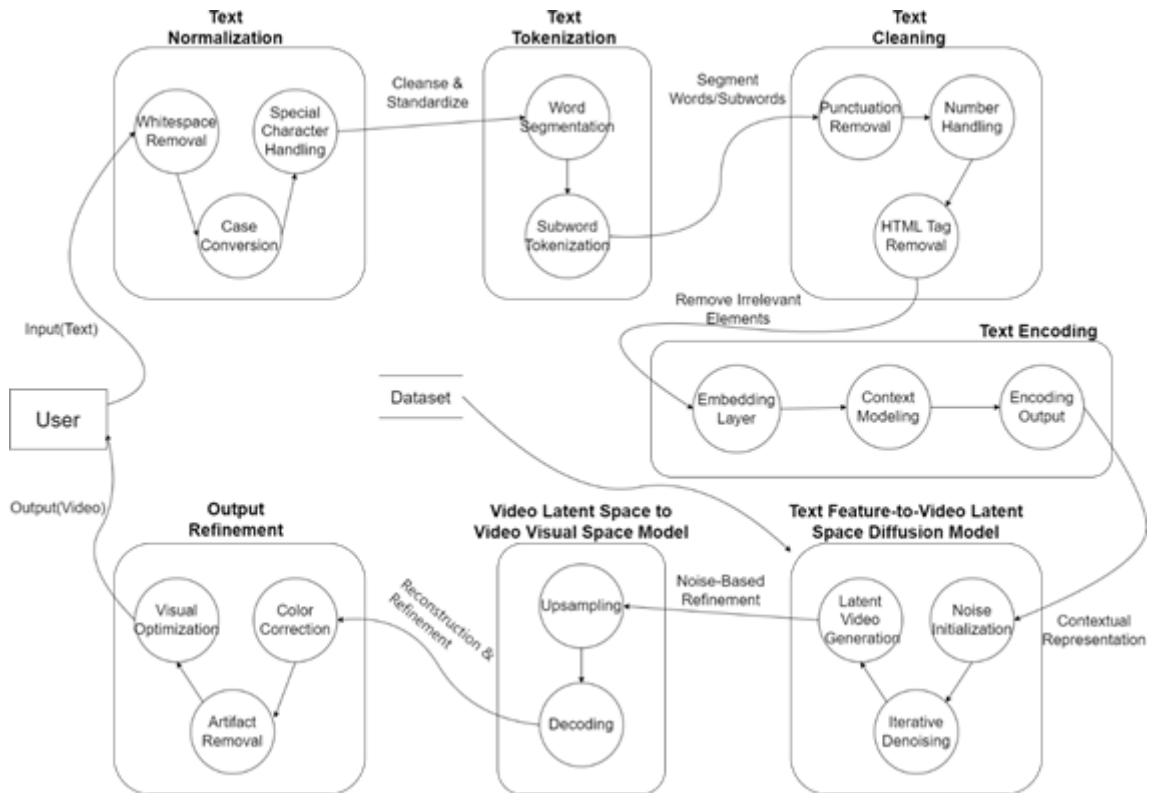 Text
Normalization
Text
Tokenization
Text
Cleaning
Whitespace
Removal
Special
Character
Handling
Case
Conversion
Cleanse &
Standardize
Word
Segmentation
Subword
Tokenization
Segment
Words/Subwords
Punctuation
Removal
Number
Handling
HTML Tag
Removal
Input(Text)
Remove Irrelevant
Elements
Text Encoding
User
Dataset
Embedding
Layer
Context
Modeling
Encoding
Output
Output(Video)
Output
Refinement
Video Latent Space to
Video Visual Space Model
Text Feature-to-Video Latent
Space Diffusion Model
Visual
Optimization
Color
Correction
Artifact
Removal
Reconstruction &
Refinement
Upsampling
Decoding
Noise-Based
Refinement
Latent
Video
Generation
Noise
Initialization
Iterative
Denoising
Contextual
Representation